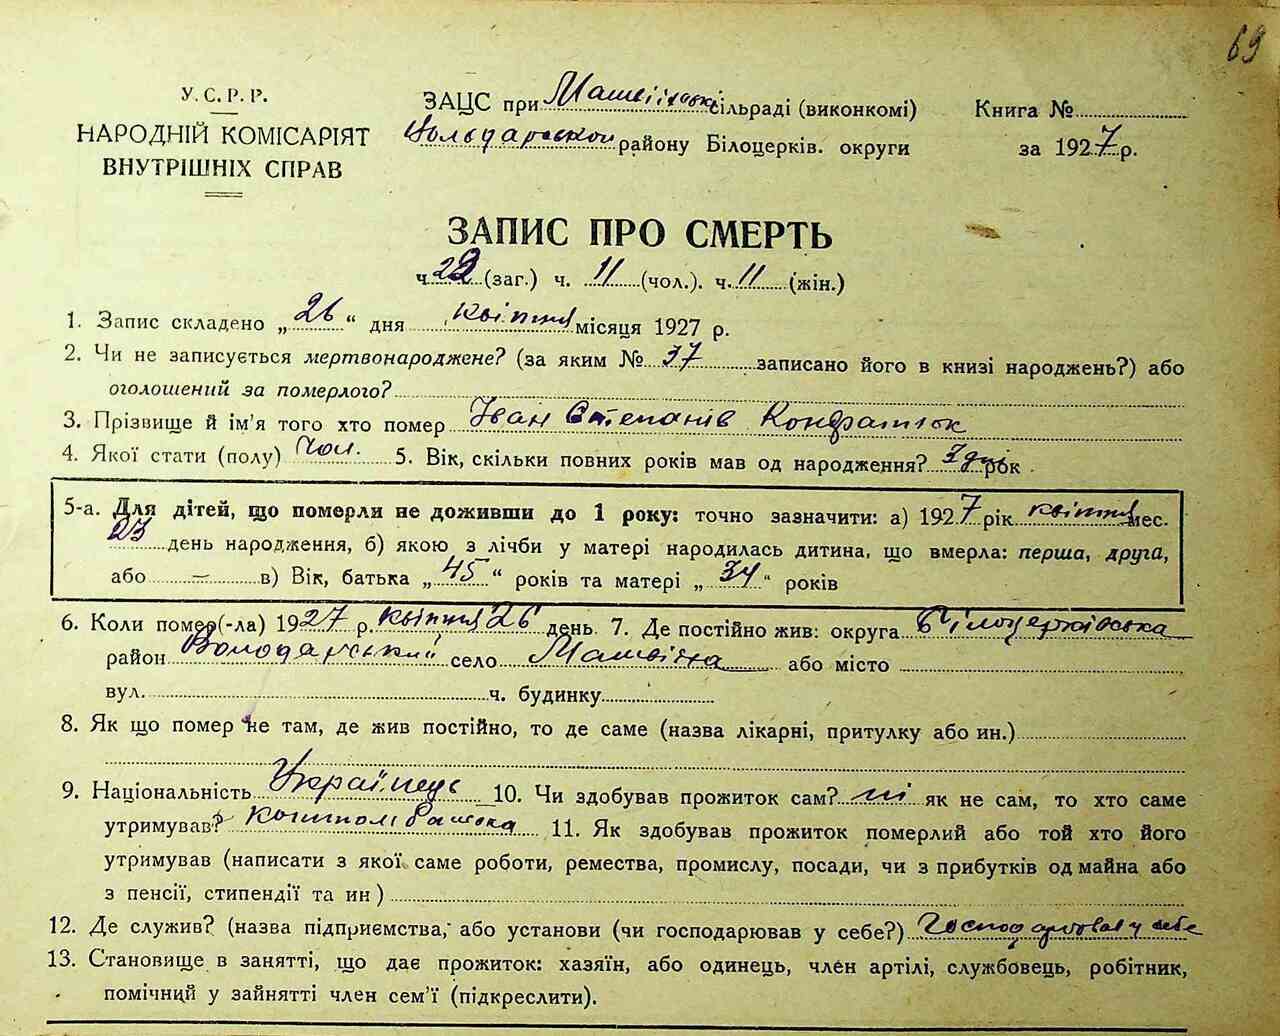 69
У.С.Р.Р.
НАРОДНІЙ КОМІСАРІЯТ
ВНУТРІШНІХ СПРАВ
ЗАЦС при Матвіїхські сільраді (виконкомі)
Володарської району Білоцерків. округи
Книга №
за 1927 р.
ЗАПИС ПРО СМЕРТЬ
ч. 22 (заг.) ч. 11 (чол.). ч. 11 (жін.)
1. Запис складено „ 26 “ дня квітня місяця 1927 р.
2. Чи не записується мертвонароджене? (за яким № 37 записано його в книзі народжень?) або
оголошений за померлого?
3. Прізвище й ім'я того хто помер Іван Степанів Кондратюк
4. Якої стати (полу) Чол. 5. Вік, скільки повних років мав од народження? 3 дні рок
5-а. Для дітей, що померли не доживши до 1 року: точно зазначити: а) 1927 рік квітня мес.
23 день народження, б) якою з лічби у матері народилась дитина, що вмерла: перша, друга,
або — в) Вік, батька „ 45 “ років та матері „ 34 “ років
6. Коли помер(-ла) 1927 р. квітня 26 день. 7. Де постійно жив: округа Білоцерківська
район Володарський село Матвіїха або місто
вул. ч. будинку
8. Як що помер не там, де жив постійно, то де саме (назва лікарні, притулку або ин.)
9. Національність Українець 10. Чи здобував прожиток сам? ні як не сам, то хто саме
утримував? Коштом батька 11. Як здобував прожиток померлий або той хто його
утримував (написати з якої саме роботи, ремества, промислу, посади, чи з прибутків од майна або
з пенсії, стипендії та ин)
12. Де служив? (назва підприємства, або установи (чи господарював у себе?) Господарював у себе
13. Становище в занятті, що дає прожиток: хазяїн, або одинець, член артілі, службовець, робітник,
помічний у зайнятті член сем'ї (підкреслити).